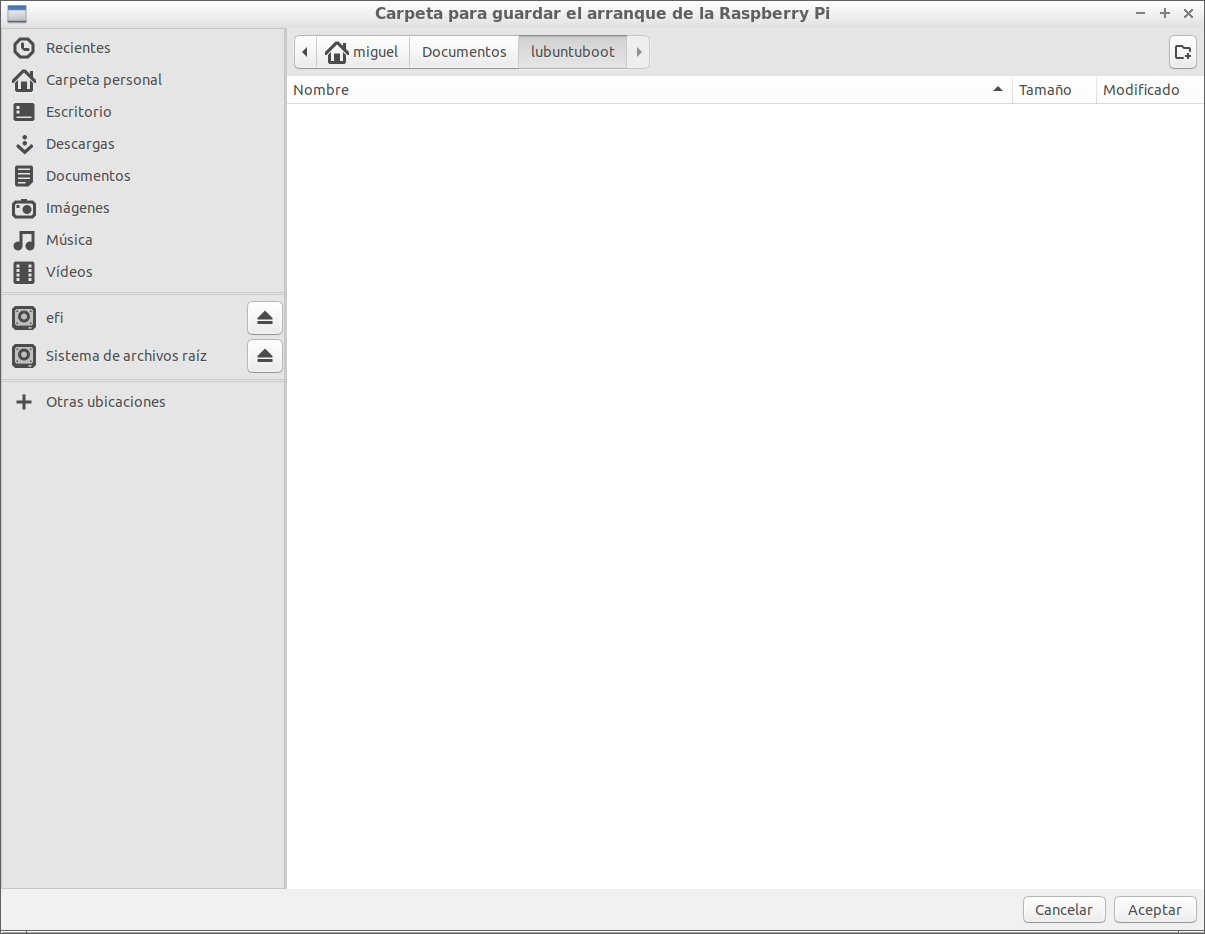 Carpeta para guardar el arranque de la Raspberry Pi
Recientes
Carpeta personal
Escritorio
Descargas
Documentos
Imágenes
Música
Vídeos
efi
Sistema de archivos raíz
Otras ubicaciones
miguel Documentos lubuntuboot
Nombre Tamaño Modificado
Cancelar Aceptar